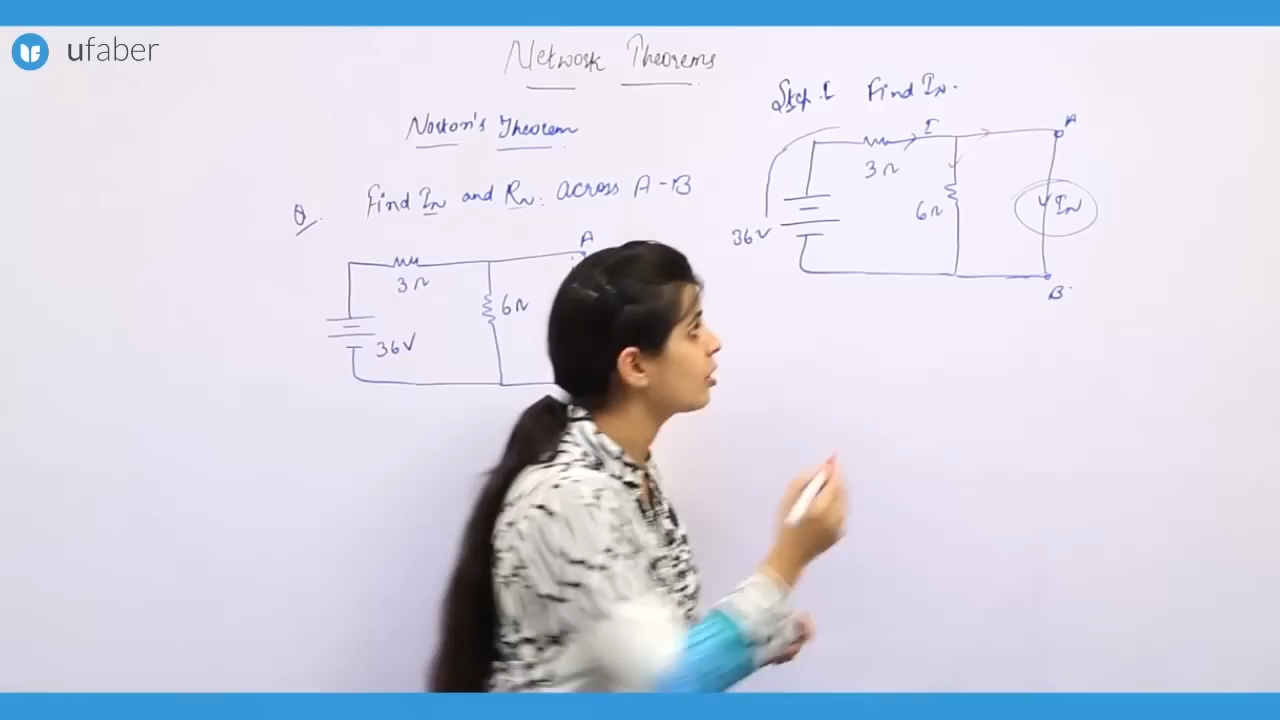 ufaber
Network Theorems
Norton's Theorem
Q. Find IN and RN: across A-B
A
3Ω
6Ω
36V
Step.1 Find IN.
I
A
3Ω
6Ω
IN
36V
B